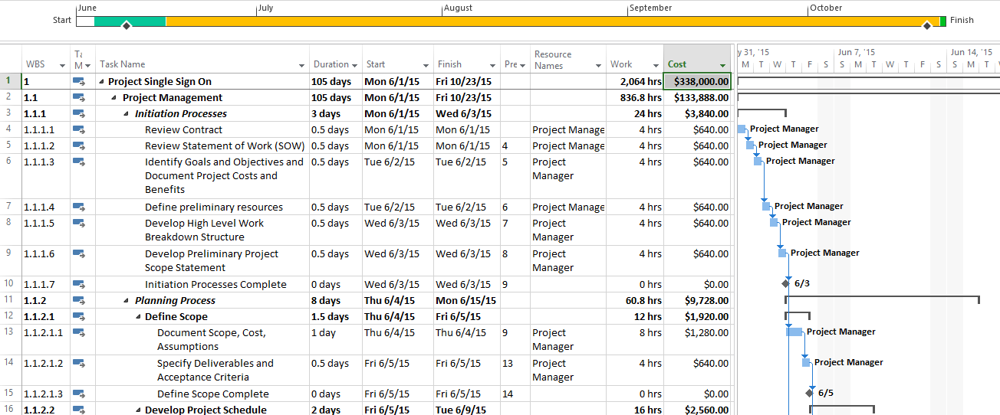 June July August September October
Start Finish
WBS Ta M Task Name Duration Start Finish Pre Resource Names Work Cost y 31, '15 Jun 7, '15 Jun 14, '15
M T W T F S S M T W T F S S M T
1 1 Project Single Sign On 105 days Mon 6/1/15 Fri 10/23/15 2,064 hrs $338,000.00
2 1.1 Project Management 105 days Mon 6/1/15 Fri 10/23/15 836.8 hrs $133,888.00
3 1.1.1 Initiation Processes 3 days Mon 6/1/15 Wed 6/3/15 24 hrs $3,840.00
4 1.1.1.1 Review Contract 0.5 days Mon 6/1/15 Mon 6/1/15 Project Manage 4 hrs $640.00 Project Manager
5 1.1.1.2 Review Statement of Work (SOW) 0.5 days Mon 6/1/15 Mon 6/1/15 4 Project Manage 4 hrs $640.00 Project Manager
6 1.1.1.3 Identify Goals and Objectives and 0.5 days Tue 6/2/15 Tue 6/2/15 5 Project 4 hrs $640.00 Project Manager
Document Project Costs and Manager
Benefits
7 1.1.1.4 Define preliminary resources 0.5 days Tue 6/2/15 Tue 6/2/15 6 Project Manage 4 hrs $640.00 Project Manager
8 1.1.1.5 Develop High Level Work 0.5 days Wed 6/3/15 Wed 6/3/15 7 Project 4 hrs $640.00 Project Manager
Breakdown Structure Manager
9 1.1.1.6 Develop Preliminary Project 0.5 days Wed 6/3/15 Wed 6/3/15 8 Project 4 hrs $640.00 Project Manager
Scope Statement Manager
10 1.1.1.7 Initiation Processes Complete 0 days Wed 6/3/15 Wed 6/3/15 9 0 hrs $0.00 6/3
11 1.1.2 Planning Process 8 days Thu 6/4/15 Mon 6/15/15 60.8 hrs $9,728.00
12 1.1.2.1 Define Scope 1.5 days Thu 6/4/15 Fri 6/5/15 12 hrs $1,920.00
13 1.1.2.1.1 Document Scope, Cost, 1 day Thu 6/4/15 Thu 6/4/15 9 Project 8 hrs $1,280.00 Project Manager
Assumptions Manager
14 1.1.2.1.2 Specify Deliverables and 0.5 days Fri 6/5/15 Fri 6/5/15 13 Project 4 hrs $640.00 Project Manager
Acceptance Criteria Manager
15 1.1.2.1.3 Define Scope Complete 0 days Fri 6/5/15 Fri 6/5/15 14 0 hrs $0.00 6/5
16 1.1.2.2 Develop Project Schedule 2 days Fri 6/5/15 Tue 6/9/15 16 hrs $2,560.00